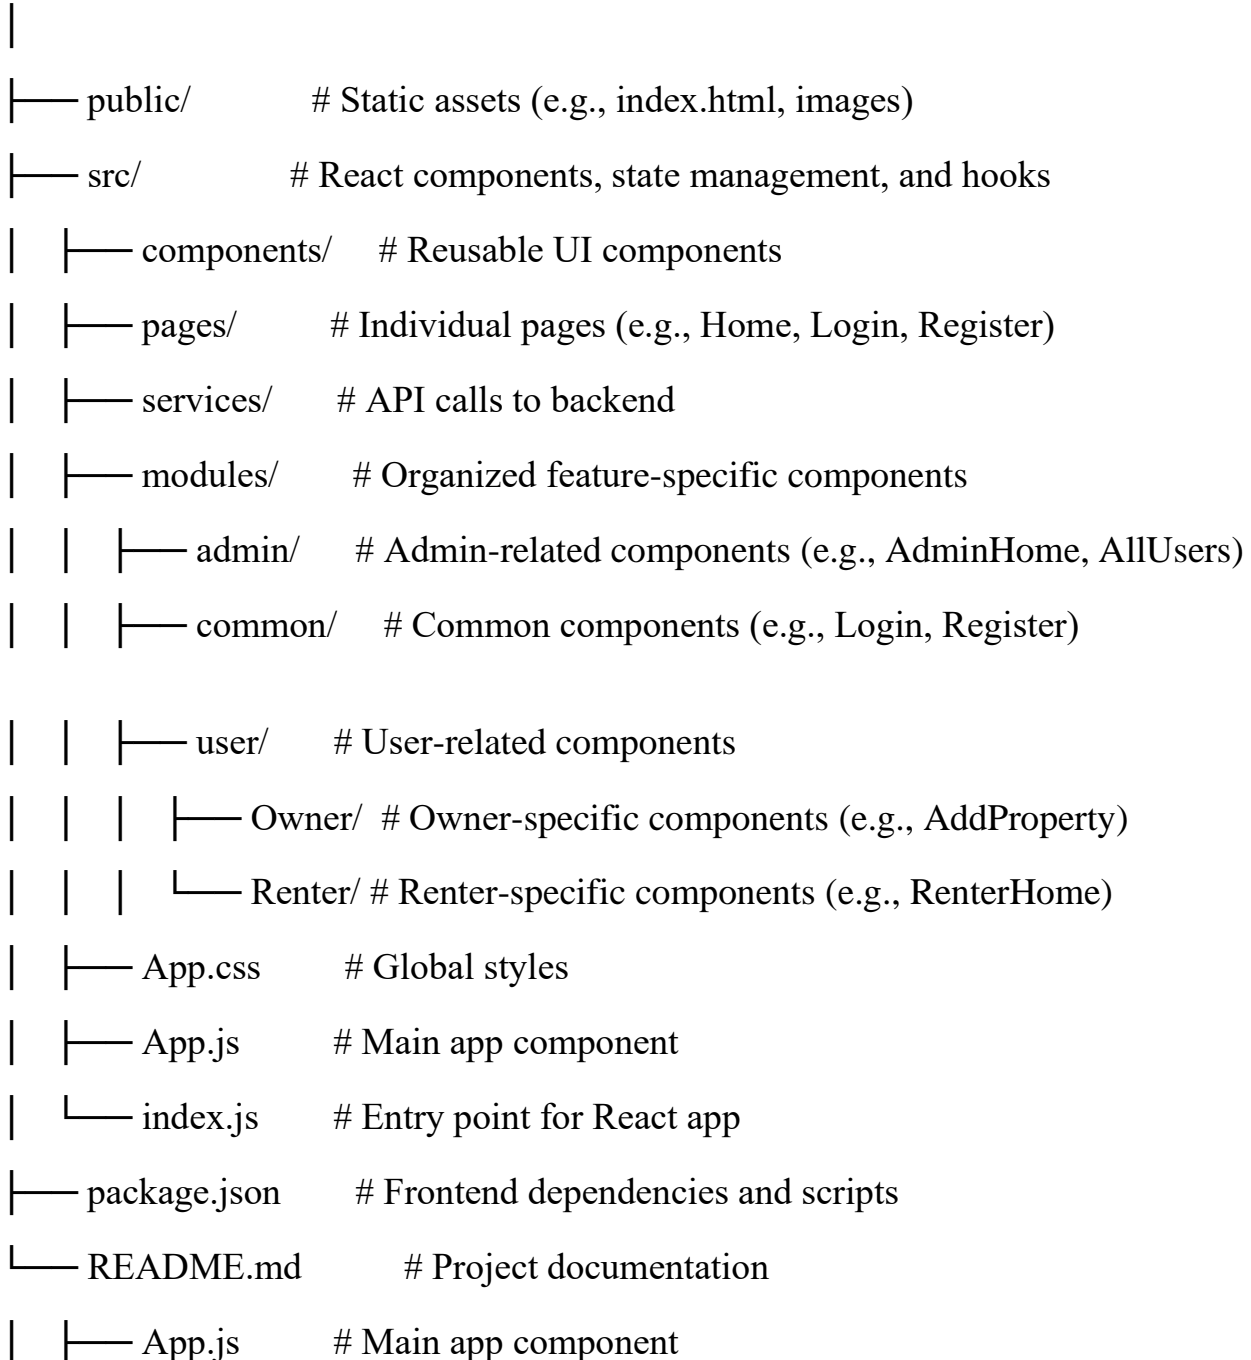 │
├── public/ # Static assets (e.g., index.html, images)
├── src/ # React components, state management, and hooks
│ ├── components/ # Reusable UI components
│ ├── pages/ # Individual pages (e.g., Home, Login, Register)
│ ├── services/ # API calls to backend
│ ├── modules/ # Organized feature-specific components
│ │ ├── admin/ # Admin-related components (e.g., AdminHome, AllUsers)
│ │ ├── common/ # Common components (e.g., Login, Register)
│ │ ├── user/ # User-related components
│ │ │ ├── Owner/ # Owner-specific components (e.g., AddProperty)
│ │ │ └── Renter/ # Renter-specific components (e.g., RenterHome)
│ ├── App.css # Global styles
│ ├── App.js # Main app component
│ └── index.js # Entry point for React app
├── package.json # Frontend dependencies and scripts
└── README.md # Project documentation
│ ├── App.js # Main app component